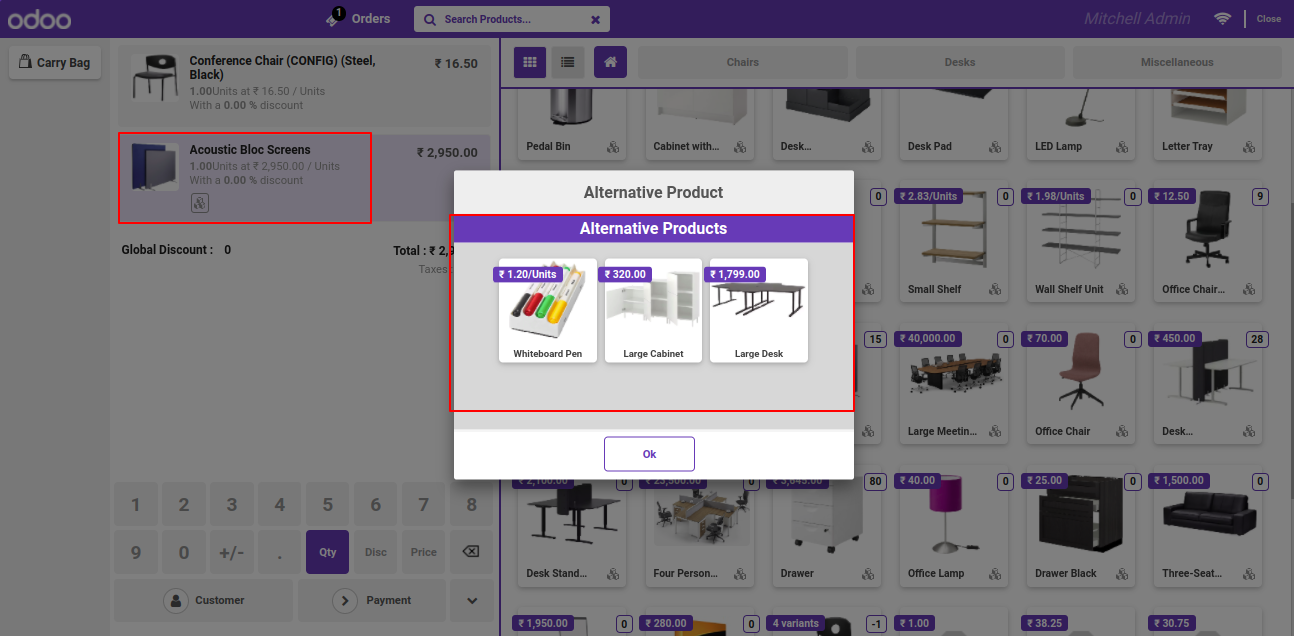 odoo
1
Orders
Search Products...
Mitchell Admin
Close
Carry Bag
Conference Chair (CONFIG) (Steel, Black)
₹ 16.50
1.00Units at ₹ 16.50 / Units
With a 0.00 % discount
Acoustic Bloc Screens
₹ 2,950.00
1.00Units at ₹ 2,950.00 / Units
With a 0.00 % discount
Global Discount : 0
Total : ₹ 2,9
Taxes:
1 2 3 4 5 6 7 8
9 0 +/- . Qty Disc Price
Customer
Payment
Chairs
Desks
Miscellaneous
Pedal Bin
Cabinet with...
Desk...
Desk Pad
LED Lamp
Letter Tray
0
₹ 2.83/Units
0
₹ 1.98/Units
0
₹ 12.50
9
Small Shelf
Wall Shelf Unit
Office Chair...
15
₹ 40,000.00
0
₹ 70.00
0
₹ 450.00
28
Large Meetin...
Office Chair
Desk...
₹ 2,100.00
0
₹ 23,500.00
0
₹ 3,645.00
80
₹ 40.00
0
₹ 25.00
0
₹ 1,500.00
0
Desk Stand...
Four Person...
Drawer
Office Lamp
Drawer Black
Three-Seat...
₹ 1,950.00
0
₹ 280.00
0
4 variants
-1
₹ 1.00
₹ 38.25
₹ 30.75
Alternative Product
Alternative Products
₹ 1.20/Units
₹ 320.00
₹ 1,799.00
Whiteboard Pen
Large Cabinet
Large Desk
Ok